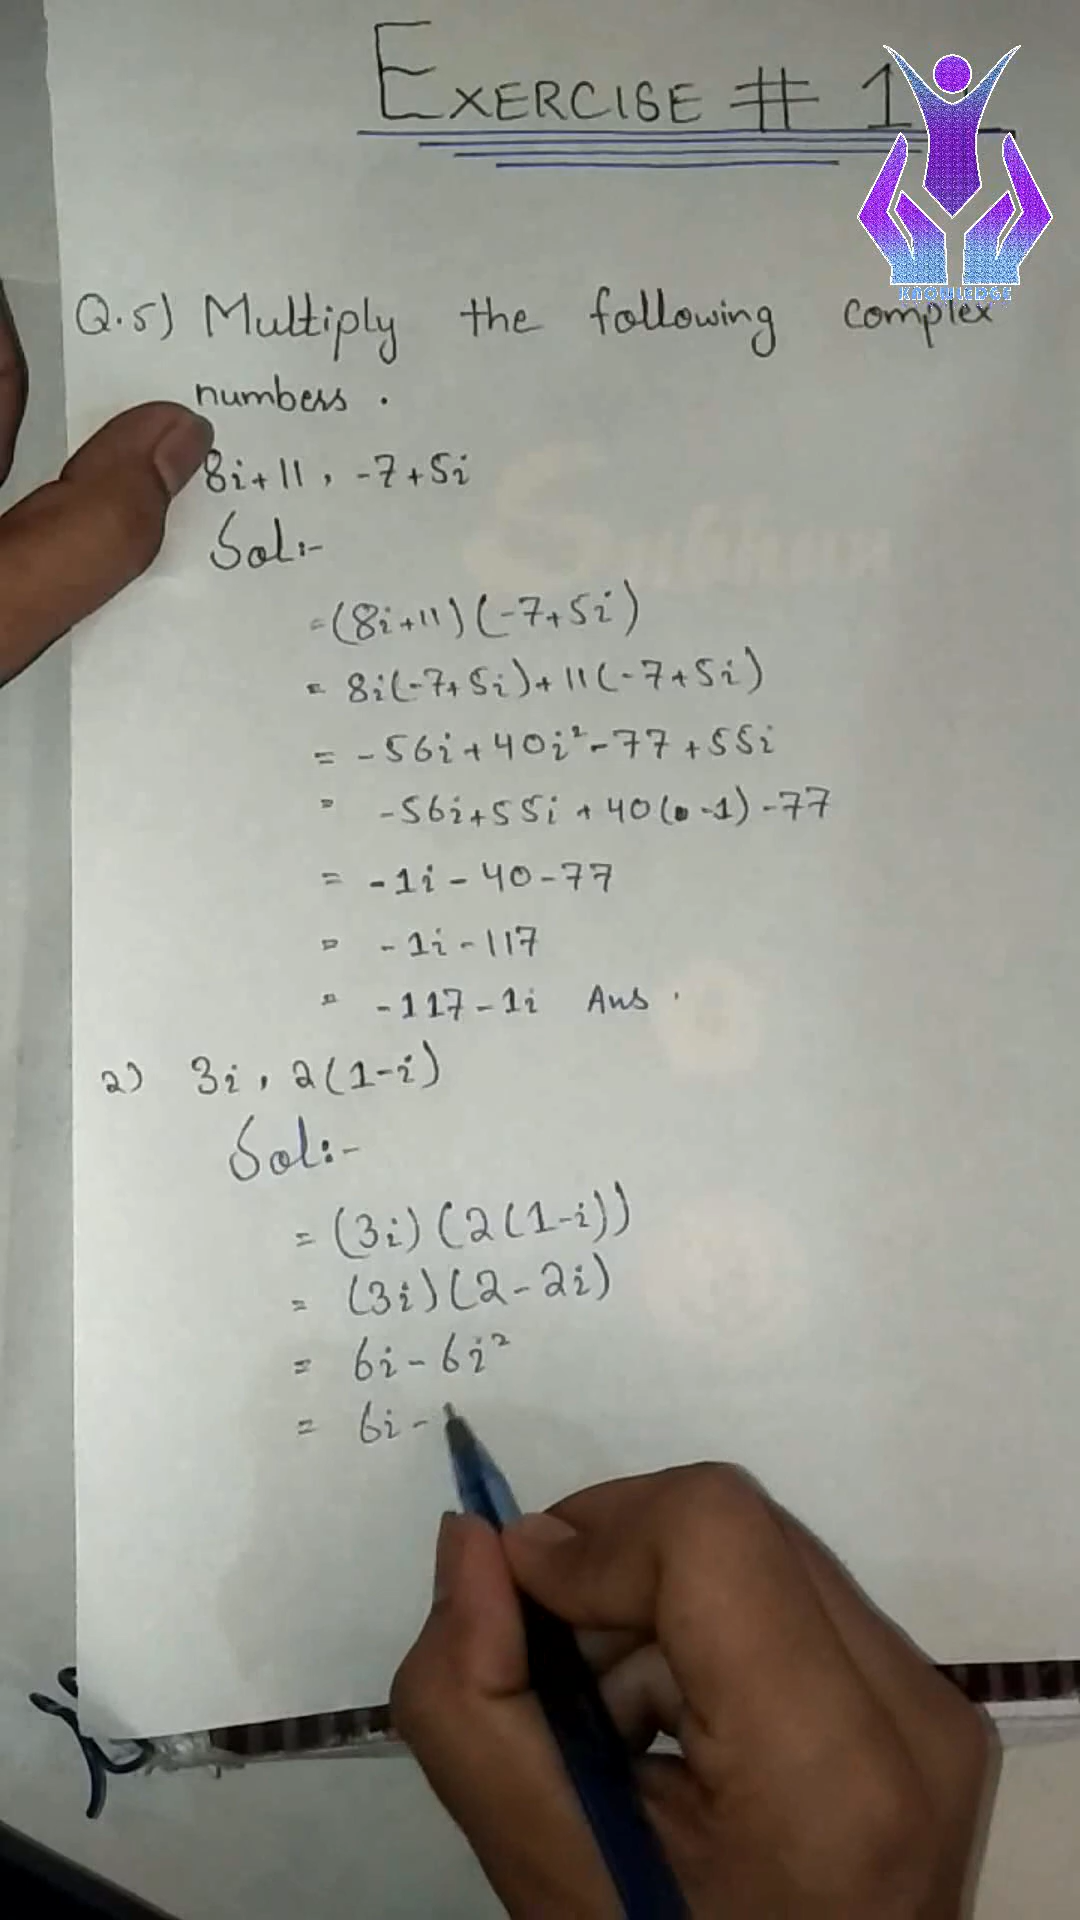 EXERCISE # 1
KNOWLEDGE
Q.5) Multiply the following complex
numbers .
8i+11 , -7+5i
Sol:-
= (8i+11) (-7+5i)
= 8i(-7+5i)+11(-7+5i)
= -56i+40i²-77+55i
= -56i+55i+40(-1)-77
= -1i-40-77
= -1i-117
= -117-1i Ans .
2) 3i , 2(1-i)
Sol:-
= (3i) (2(1-i))
= (3i)(2-2i)
= 6i-6i²
= 6i-